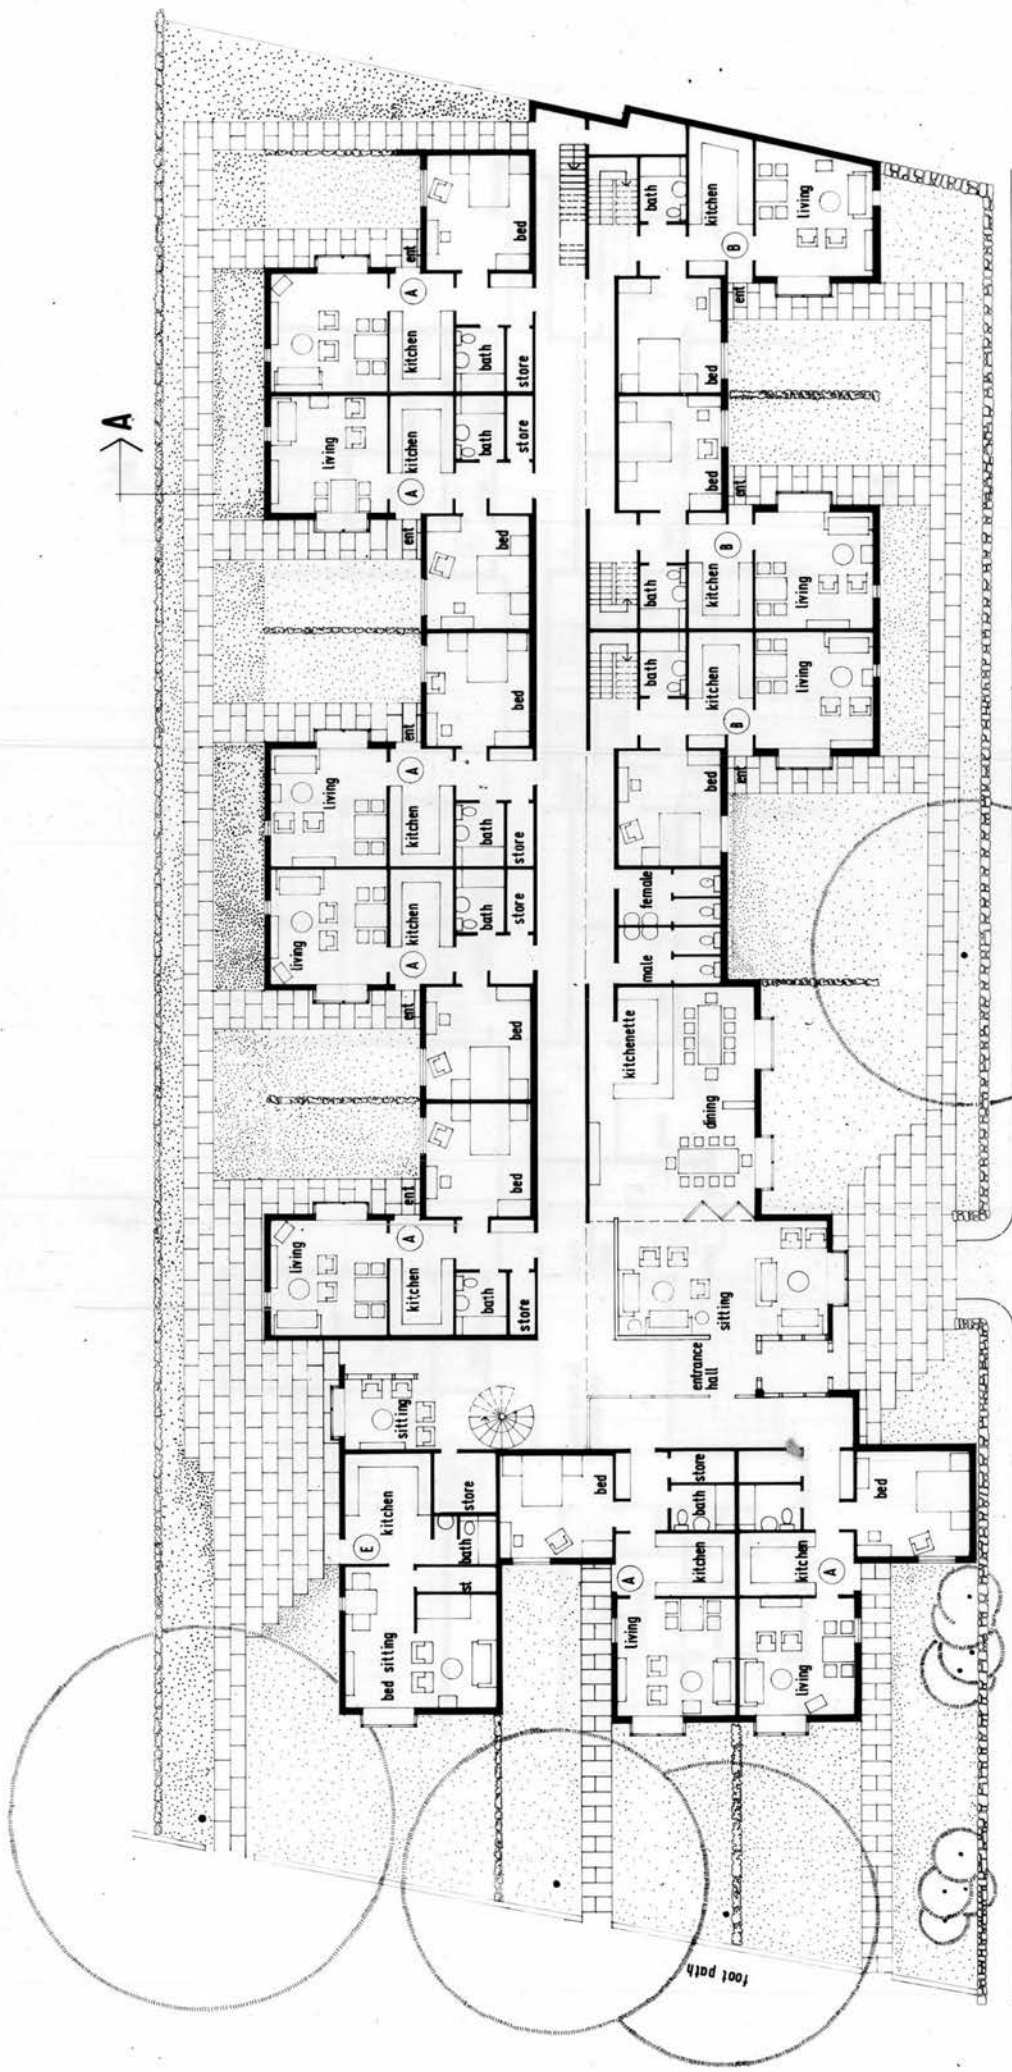 A
living
A
ent
kitchen
bath
store
bed
living
A
ent
kitchen
bath
store
bed
living
A
ent
kitchen
bath
store
bed
living
A
ent
kitchen
bath
store
bed
A
ent
kitchen
bath
store
bed
sitting
E
kitchen
store
bath
st
bed sitting
bed
store
bath
kitchen
A
living
kitchen
A
living
bed
entrance
hall
sitting
dining
kitchenette
male
female
bed
ent
bath
kitchen
B
living
bath
kitchen
B
living
ent
bed
bed
ent
bath
kitchen
B
living
foot path